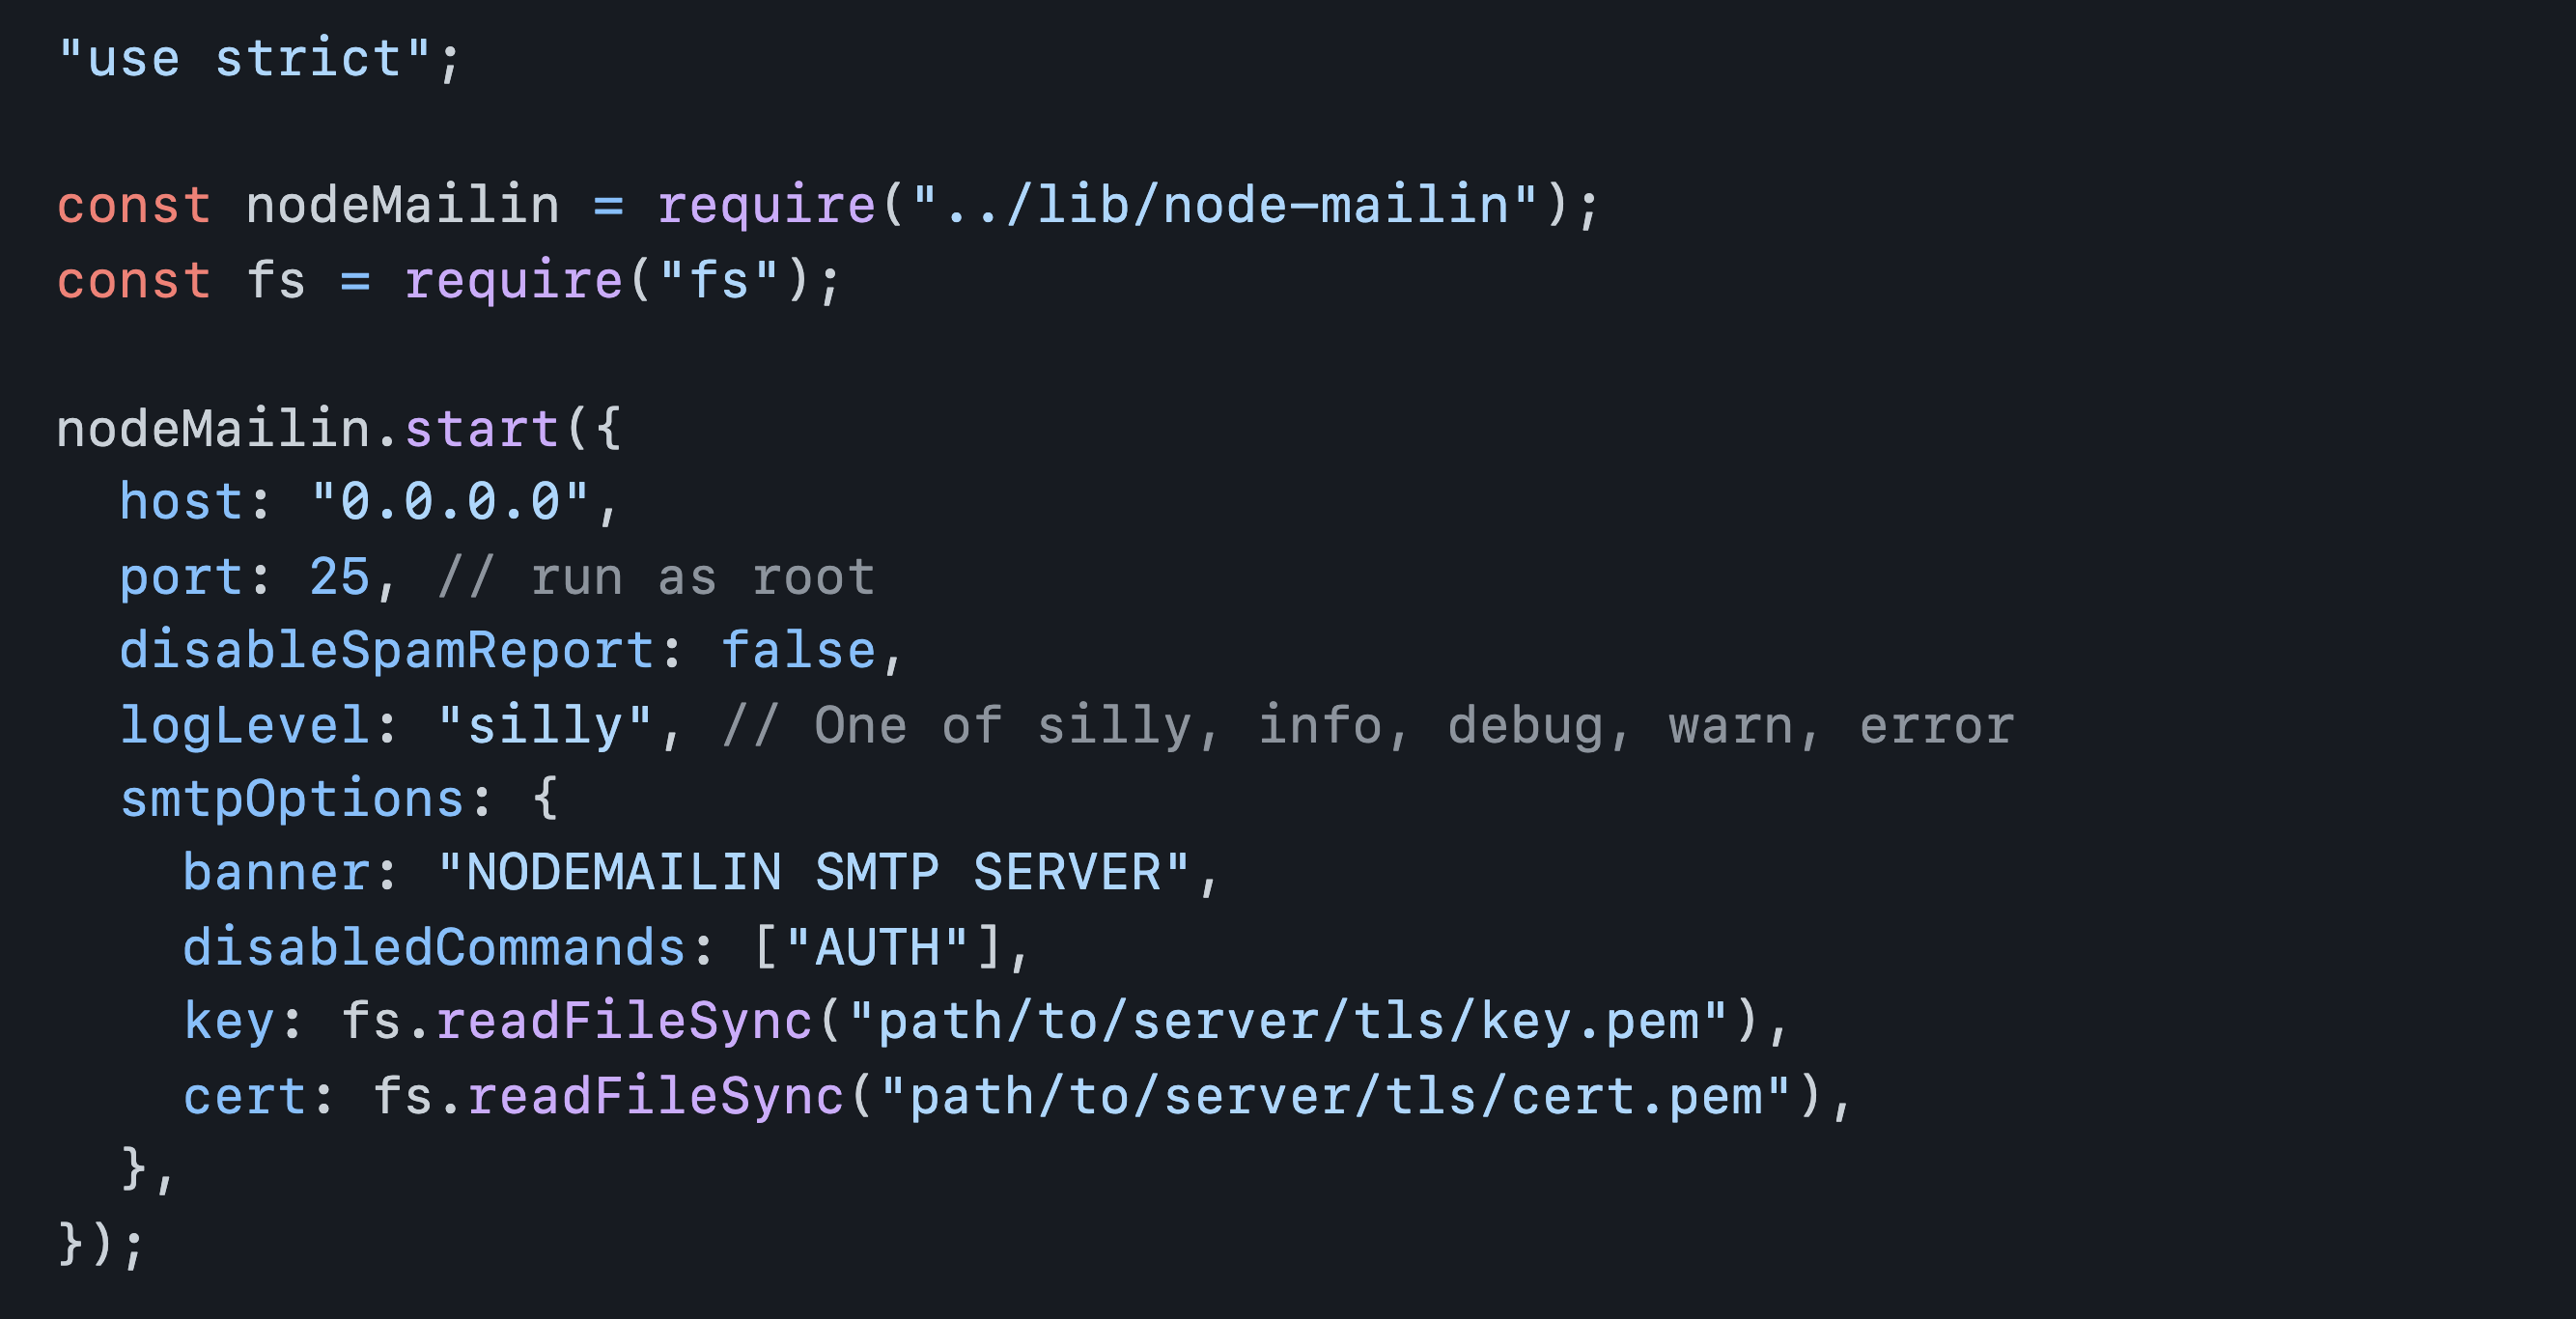 "use strict";

const nodeMailin = require("../lib/node-mailin");
const fs = require("fs");

nodeMailin.start({
  host: "0.0.0.0",
  port: 25, // run as root
  disableSpamReport: false,
  logLevel: "silly", // One of silly, info, debug, warn, error
  smtpOptions: {
    banner: "NODEMAILIN SMTP SERVER",
    disabledCommands: ["AUTH"],
    key: fs.readFileSync("path/to/server/tls/key.pem"),
    cert: fs.readFileSync("path/to/server/tls/cert.pem"),
  },
});